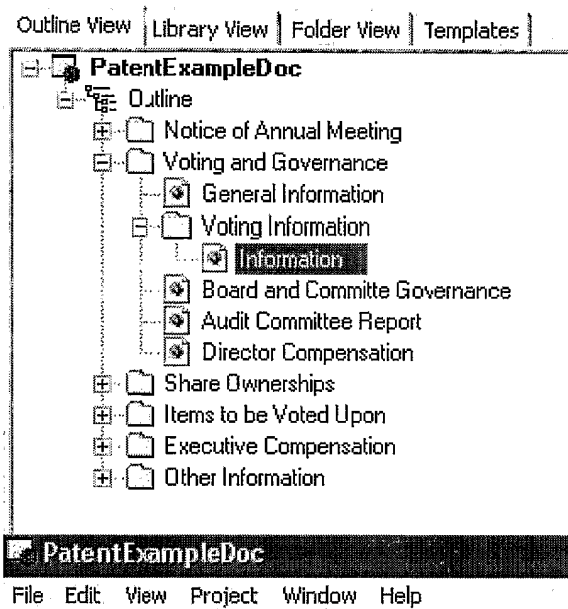 Outline View Library View Folder View Templates
PatentExampleDoc
Outline
Notice of Annual Meeting
Voting and Governance
General Information
Voting Information
Information
Board and Committe Governance
Audit Committee Report
Director Compensation
Share Ownerships
Items to be Voted Upon
Executive Compensation
Other Information
PatentExampleDoc
File Edit View Project Window Help